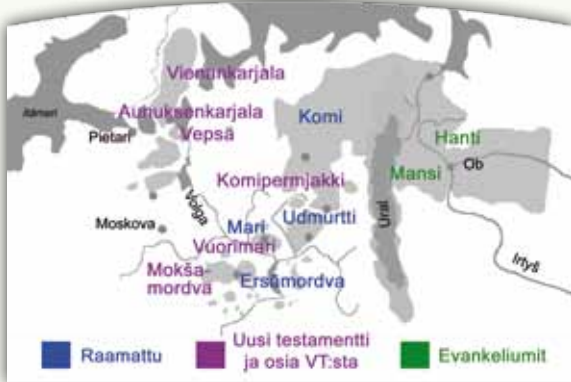 Vienankarjala
Itämeri
Aunuksenkarjala
Pietari
Vepsä
Komi
Hanti
Mansi
Ob
Komipermjakki
Volga
Ural
Moskova
Mari
Udmurtti
Vuorimari
Irtyš
Mokša-
mordva
Ersämordva
Raamattu
Uusi testamentti
ja osia VT:sta
Evankeliumit